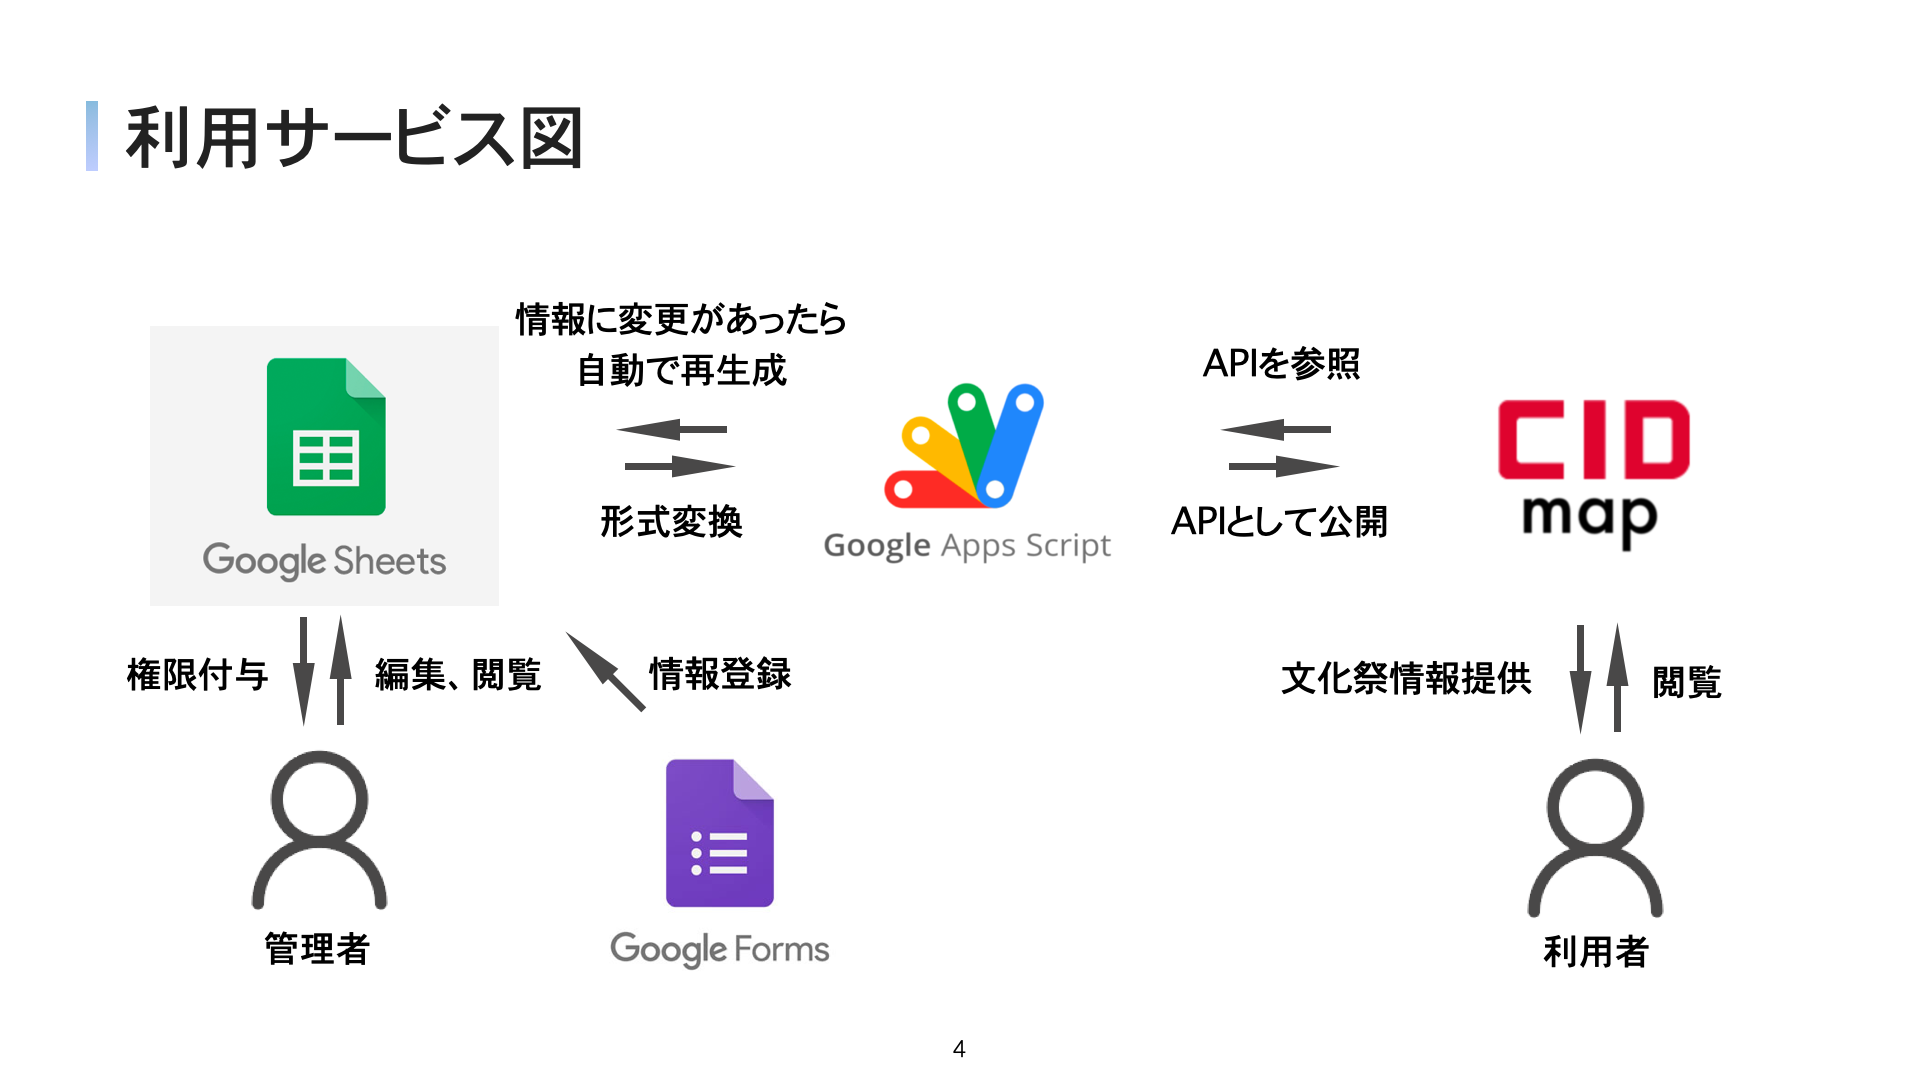 利用サービス図
情報に変更があったら
自動で再生成
形式変換
Google Sheets
Google Apps Script
APIを参照
APIとして公開
CID
map
権限付与
編集、閲覧
情報登録
文化祭情報提供
閲覧
管理者
Google Forms
利用者
4